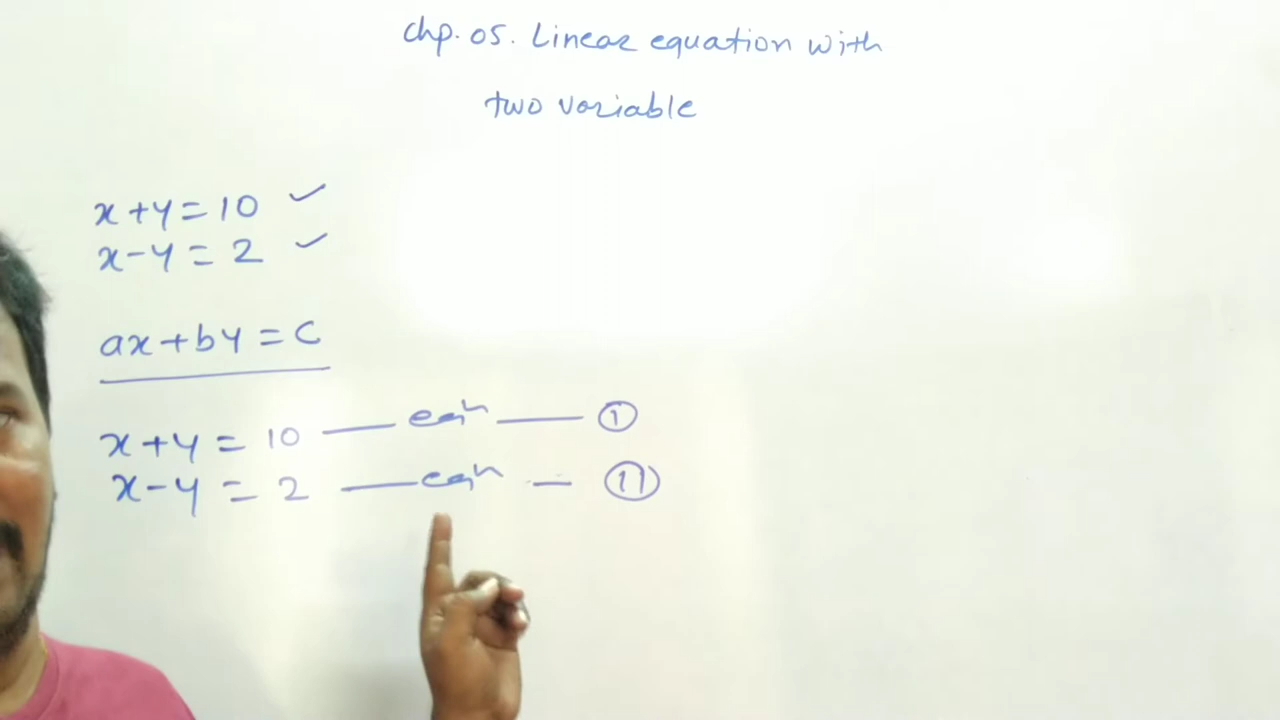 chp. 05. Linear equation with
two variable
x+y=10 ✓
x-y=2 ✓
ax+by=c
x+y=10 — eqn — ①
x-y=2 — eqn — ⑪